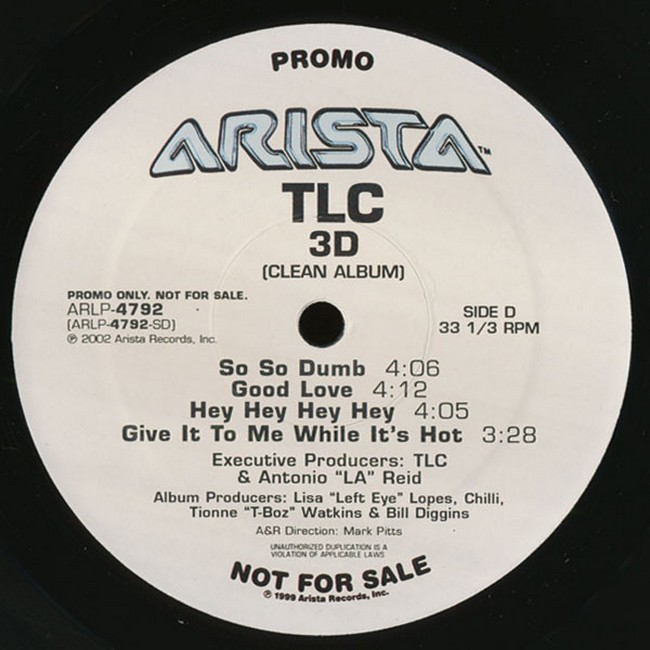 PROMO
ARISTA™
TLC
3D
(CLEAN ALBUM)
PROMO ONLY. NOT FOR SALE.
ARLP-4792
(ARLP-4792-SD)
℗ 2002 Arista Records, Inc.
SIDE D
33 1/3 RPM
So So Dumb 4:06
Good Love 4:12
Hey Hey Hey Hey 4:05
Give It To Me While It's Hot 3:28
Executive Producers: TLC
& Antonio "LA" Reid
Album Producers: Lisa "Left Eye" Lopes, Chilli,
Tionne "T-Boz" Watkins & Bill Diggins
A&R Direction: Mark Pitts
UNAUTHORIZED DUPLICATION IS A
VIOLATION OF APPLICABLE LAWS
NOT FOR SALE
℗ 1999 Arista Records, Inc.